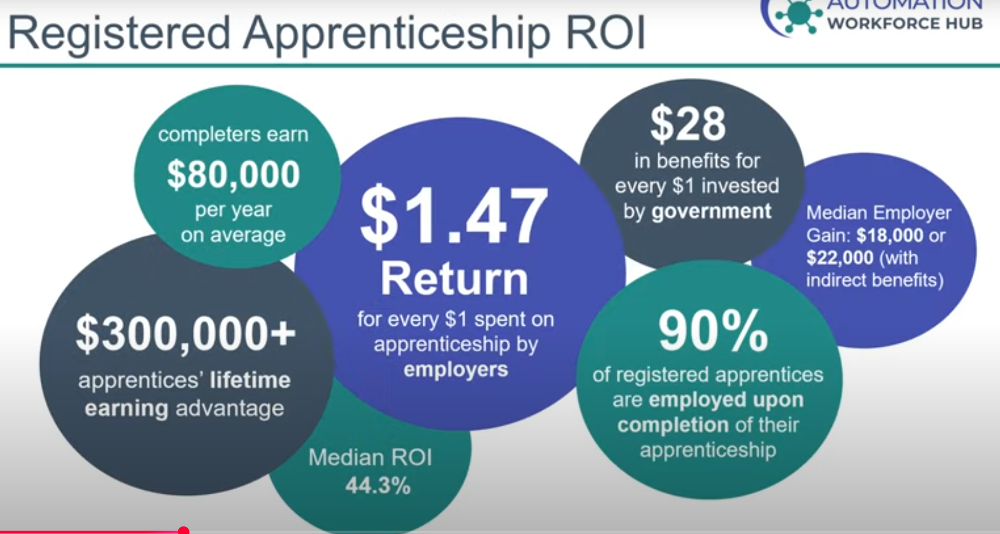 Registered Apprenticeship ROI
AUTOMATION
WORKFORCE HUB
completers earn
$80,000
per year
on average
$300,000+
apprentices’ lifetime
earning advantage
$1.47
Return
for every $1 spent on
apprenticeship by
employers
Median ROI
44.3%
$28
in benefits for
every $1 invested
by government
Median Employer
Gain: $18,000 or
$22,000 (with
indirect benefits)
90%
of registered apprentices
are employed upon
completion of their
apprenticeship